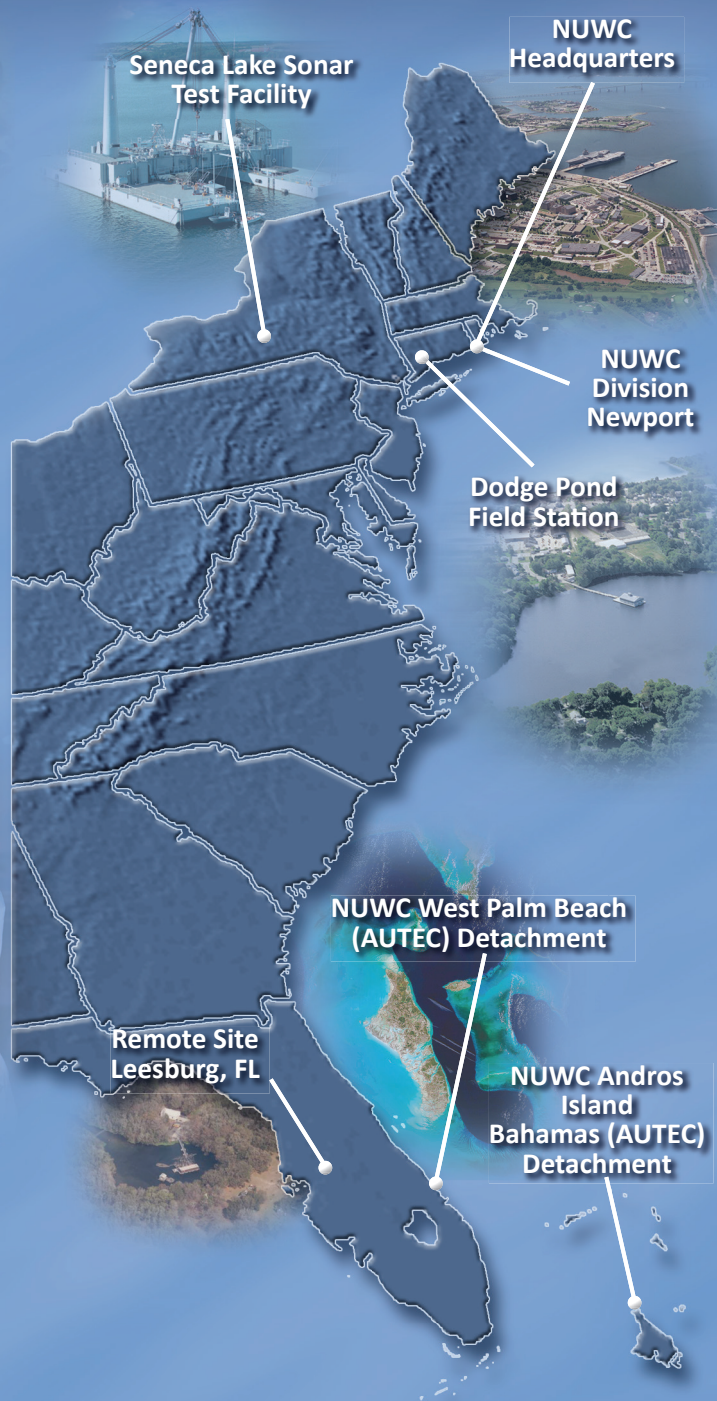 NUWC
Headquarters
Seneca Lake Sonar
Test Facility
NUWC
Division
Newport
Dodge Pond
Field Station
NUWC West Palm Beach
(AUTEC) Detachment
Remote Site
Leesburg, FL
NUWC Andros
Island
Bahamas (AUTEC)
Detachment